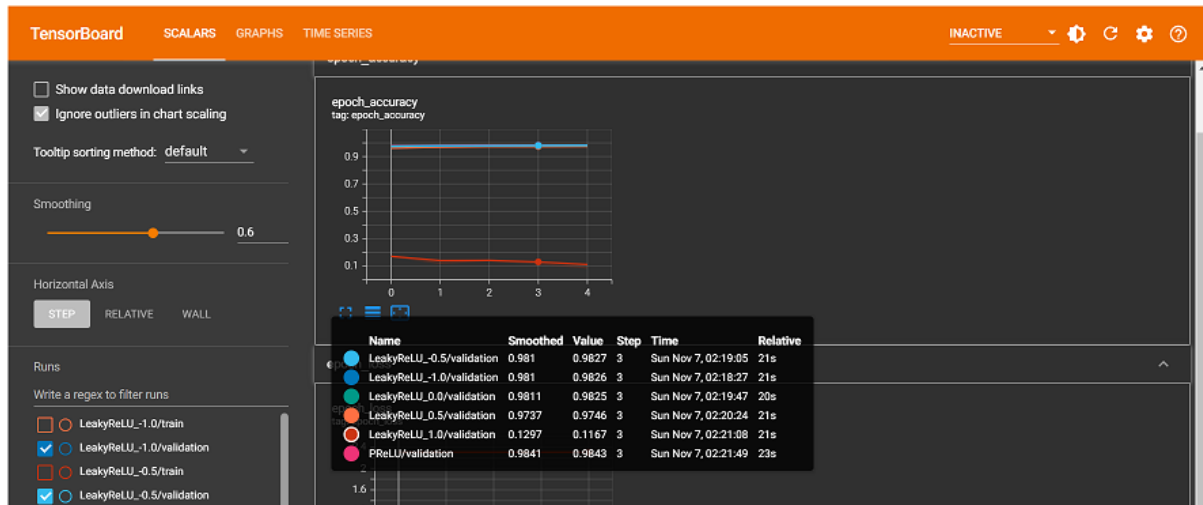 TensorBoard SCALARS GRAPHS TIME SERIES INACTIVE
Show data download links
Ignore outliers in chart scaling
Tooltip sorting method: default
Smoothing
0.6
Horizontal Axis
STEP RELATIVE WALL
Runs
Write a regex to filter runs
LeakyReLU_-1.0/train
LeakyReLU_-1.0/validation
LeakyReLU_-0.5/train
LeakyReLU_-0.5/validation
epoch_accuracy
epoch_accuracy
tag: epoch_accuracy
0.9
0.7
0.5
0.3
0.1
0 1 2 3 4
Name Smoothed Value Step Time Relative
LeakyReLU_-0.5/validation 0.981 0.9827 3 Sun Nov 7, 02:19:05 21s
LeakyReLU_-1.0/validation 0.981 0.9826 3 Sun Nov 7, 02:18:27 21s
LeakyReLU_0.0/validation 0.9811 0.9825 3 Sun Nov 7, 02:19:47 20s
LeakyReLU_0.5/validation 0.9737 0.9746 3 Sun Nov 7, 02:20:24 21s
LeakyReLU_1.0/validation 0.1297 0.1167 3 Sun Nov 7, 02:21:08 21s
PReLU/validation 0.9841 0.9843 3 Sun Nov 7, 02:21:49 23s
2
1.6